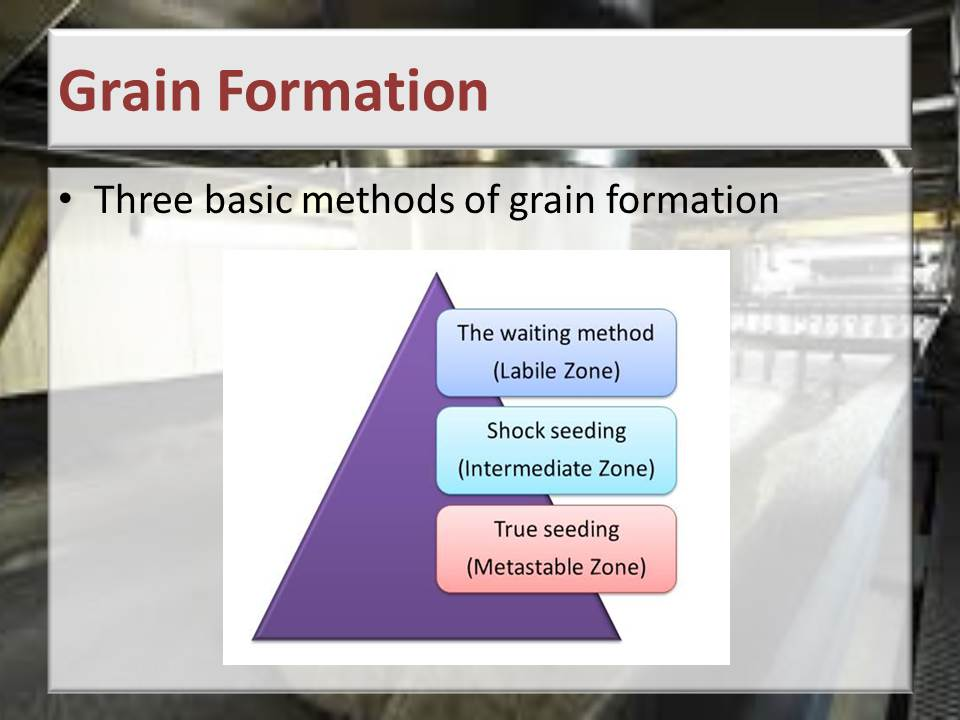 Grain Formation
• Three basic methods of grain formation
The waiting method
(Labile Zone)
Shock seeding
(Intermediate Zone)
True seeding
(Metastable Zone)